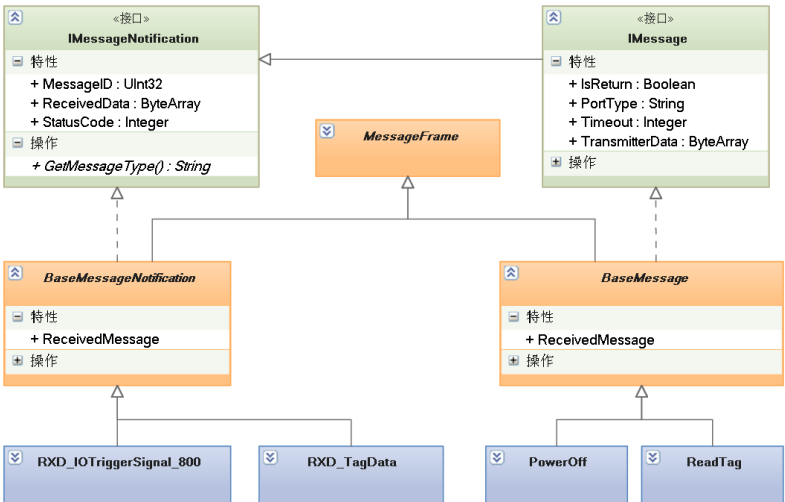 «接口»
IMessageNotification
特性
+ MessageID : UInt32
+ ReceivedData : ByteArray
+ StatusCode : Integer
操作
+ GetMessageType() : String
«接口»
IMessage
特性
+ IsReturn : Boolean
+ PortType : String
+ Timeout : Integer
+ TransmitterData : ByteArray
操作
MessageFrame
BaseMessageNotification
特性
+ ReceivedMessage
操作
BaseMessage
特性
+ ReceivedMessage
操作
RXD_IOTriggerSignal_800
RXD_TagData
PowerOff
ReadTag